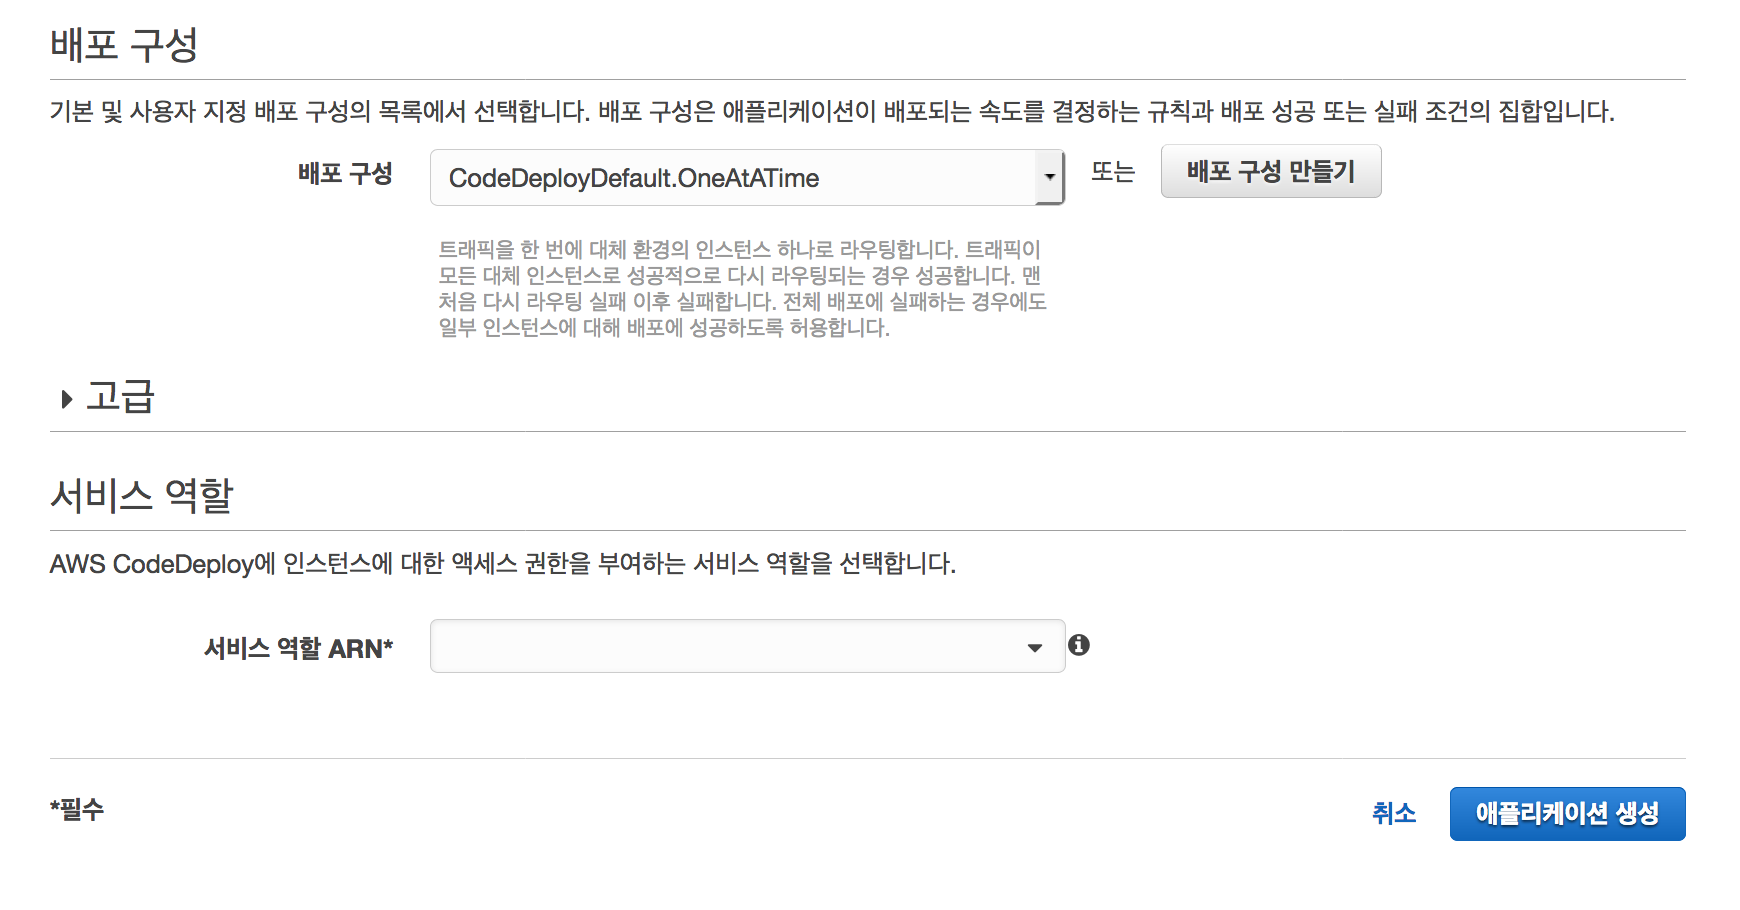 배포 구성
기본 및 사용자 지정 배포 구성의 목록에서 선택합니다. 배포 구성은 애플리케이션이 배포되는 속도를 결정하는 규칙과 배포 성공 또는 실패 조건의 집합입니다.
배포 구성 CodeDeployDefault.OneAtATime 또는 배포 구성 만들기
트래픽을 한 번에 대체 환경의 인스턴스 하나로 라우팅합니다. 트래픽이
모든 대체 인스턴스로 성공적으로 다시 라우팅되는 경우 성공합니다. 맨
처음 다시 라우팅 실패 이후 실패합니다. 전체 배포에 실패하는 경우에도
일부 인스턴스에 대해 배포에 성공하도록 허용합니다.
고급
서비스 역할
AWS CodeDeploy에 인스턴스에 대한 액세스 권한을 부여하는 서비스 역할을 선택합니다.
서비스 역할 ARN*
*필수 취소 애플리케이션 생성